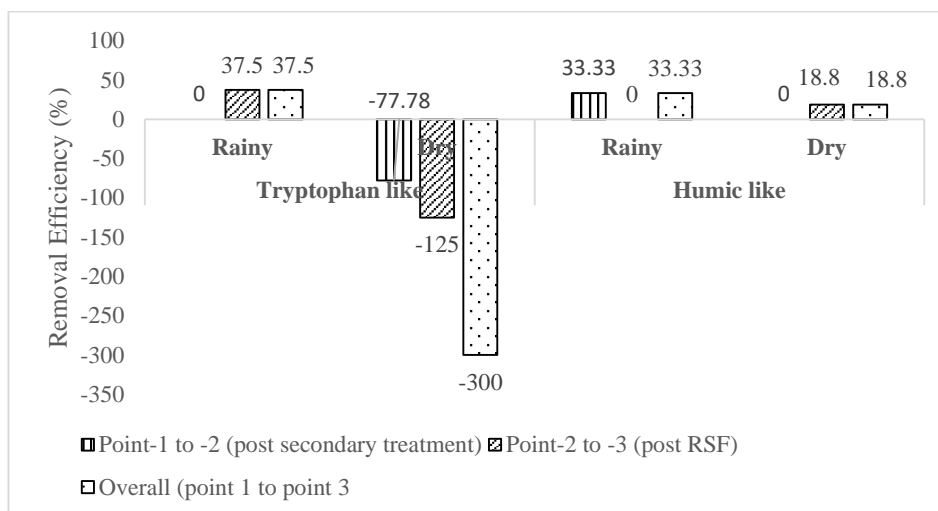 Removal Efficiency (%)
100
50
0
-50
-100
-150
-200
-250
-300
-350
0
37.5
37.5
-77.78
-125
-300
33.33
0
33.33
0
18.8
18.8
Rainy
Dry
Rainy
Dry
Tryptophan like
Humic like
Point-1 to -2 (post secondary treatment)
Point-2 to -3 (post RSF)
Overall (point 1 to point 3